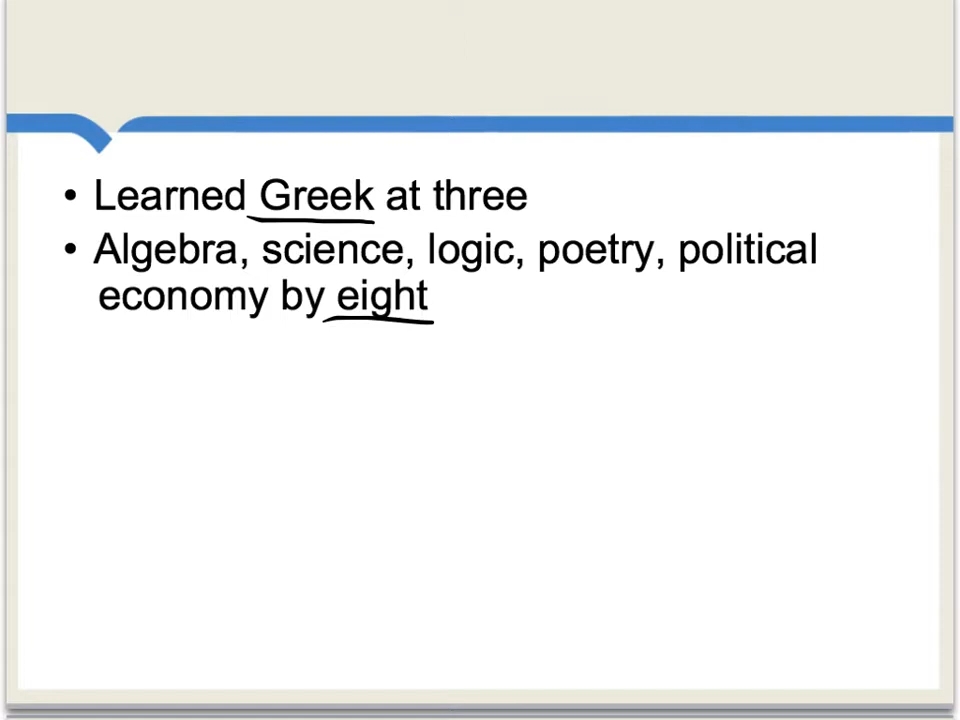 • Learned Greek at three
• Algebra, science, logic, poetry, political
economy by eight